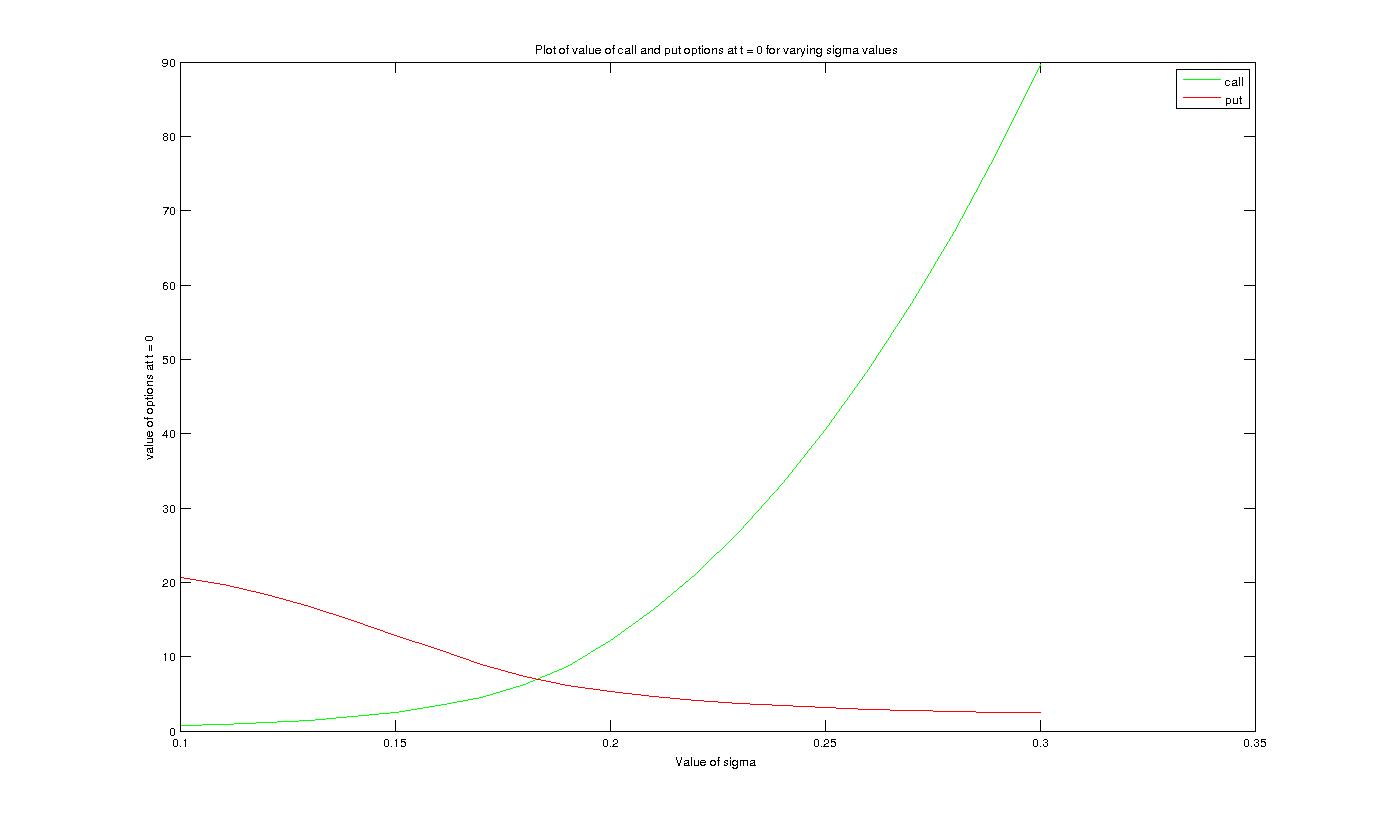 Plot of value of call and put options at t = 0 for varying sigma values
90
80
70
60
50
40
30
20
10
0
value of options at t = 0
call
put
0.1 0.15 0.2 0.25 0.3 0.35
Value of sigma